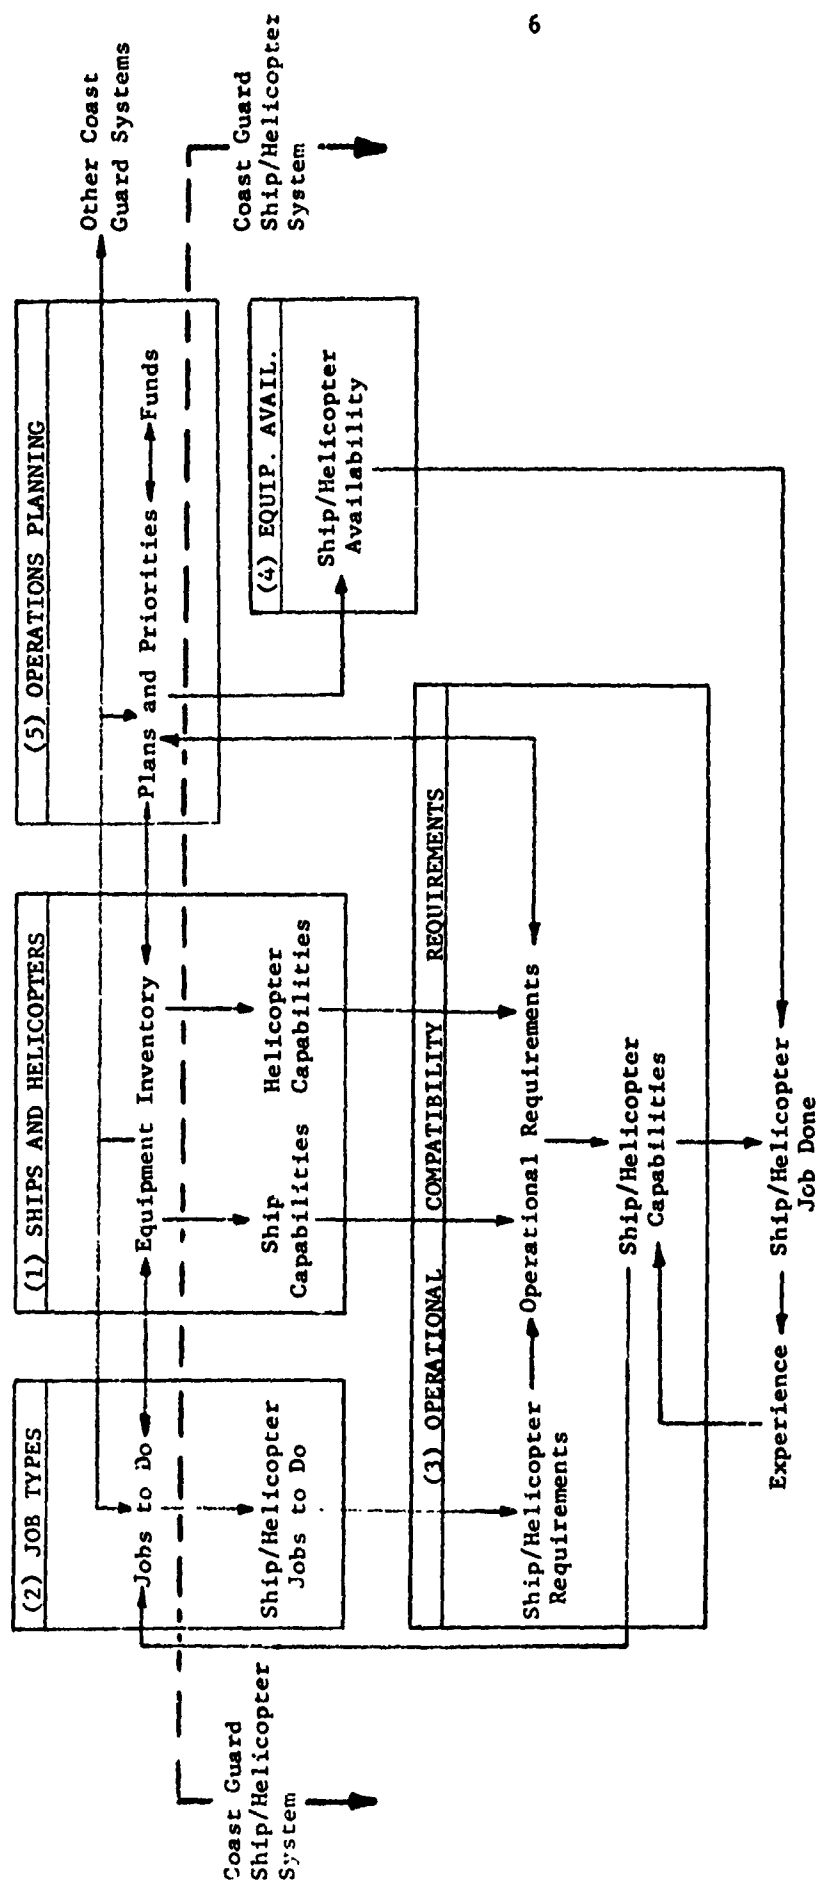 6
Other Coast
Guard Systems
Coast Guard
Ship/Helicopter
System
(5) OPERATIONS PLANNING
Plans and Priorities
Funds
(4) EQUIP. AVAIL.
Ship/Helicopter
Availability
(1) SHIPS AND HELICOPTERS
Equipment Inventory
Ship
Capabilities
Helicopter
Capabilities
(2) JOB TYPES
Jobs to Do
Ship/Helicopter
Jobs to Do
(3) OPERATIONAL COMPATIBILITY REQUIREMENTS
Ship/Helicopter
Requirements
Operational Requirements
Ship/Helicopter
Capabilities
Experience
Ship/Helicopter
Job Done
Coast Guard
Ship/Helicopter
System